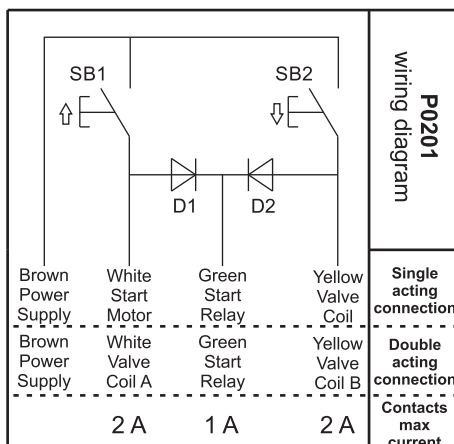 SB1
SB2
D1
D2
P0201
wiring diagram
Brown Power Supply
White Start Motor
Green Start Relay
Yellow Valve Coil
Single acting connection
Brown Power Supply
White Valve Coil A
Green Start Relay
Yellow Valve Coil B
Double acting connection
2 A
1 A
2 A
Contacts max current